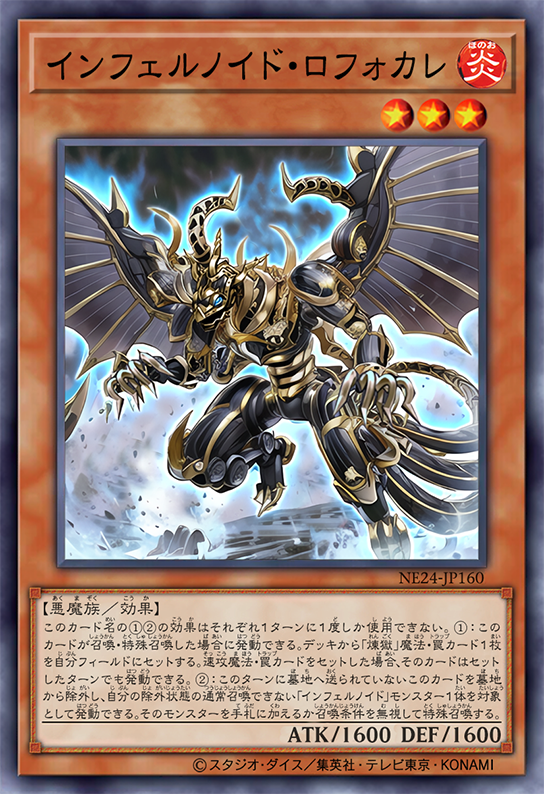 インフェルノイド・ロフォカレ
炎
NE24-JP160
【悪魔族／効果】
このカード名の①②の効果はそれぞれ1ターンに1度しか使用できない。①：この
カードが召喚・特殊召喚した場合に発動できる。デッキから「煉獄」魔法・罠カード1枚
を自分フィールドにセットする。速攻魔法・罠カードをセットした場合、そのカードはセット
したターンでも発動できる。②：このターンに墓地へ送られていないこのカードを墓地
から除外し、自分の除外状態の通常召喚できない「インフェルノイド」モンスター1体を対象
として発動できる。そのモンスターを手札に加えるか召喚条件を無視して特殊召喚する。
ATK/1600 DEF/1600
©スタジオ・ダイス／集英社・テレビ東京・KONAMI